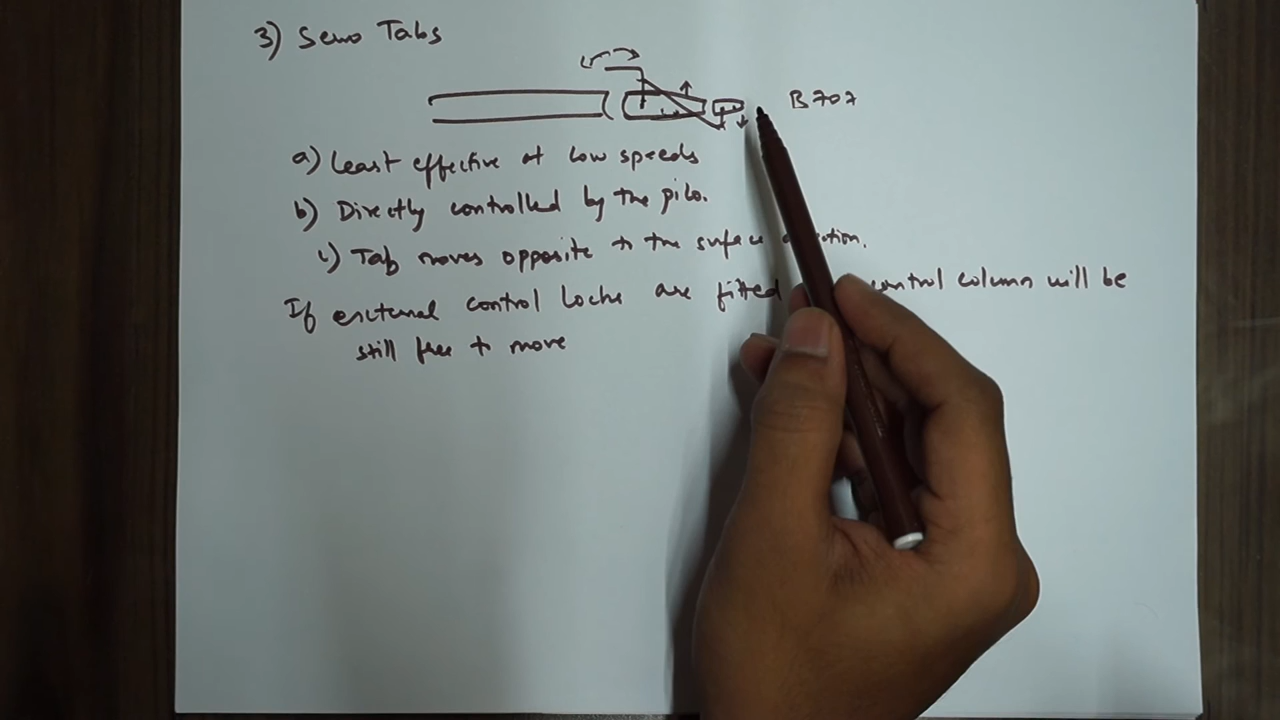 3) Servo Tabs
B707
a) Least effective at low speeds
b) Directly controlled by the pilo.
c) Tab moves opposite to the surface
If external control locks are fitted control column will be
still free to move